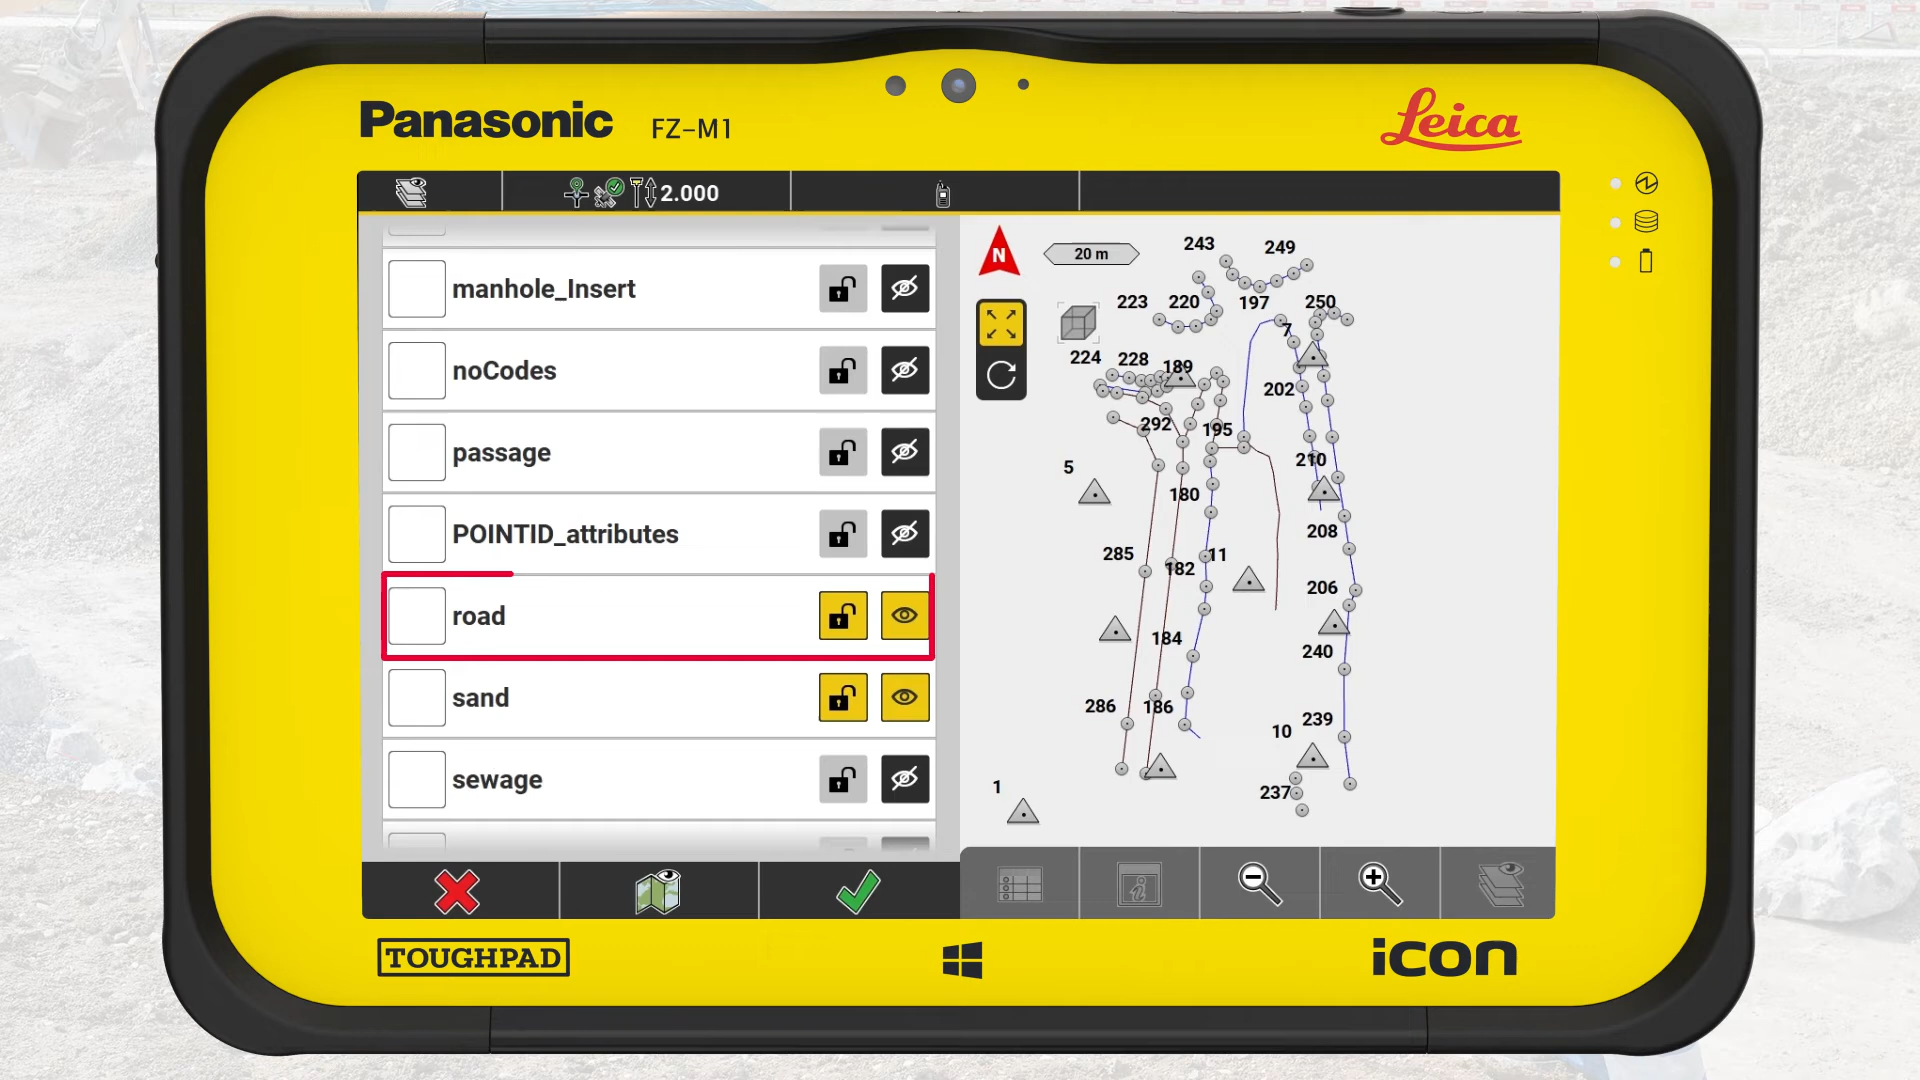 Panasonic FZ-M1
Leica
2.000
manhole_Insert
noCodes
passage
POINTID_attributes
road
sand
sewage
N
20 m
243
249
223
220
197
250
7
224
228
189
202
292
195
210
5
180
208
285
11
182
206
184
240
286
186
239
10
1
237
TOUGHPAD
icon